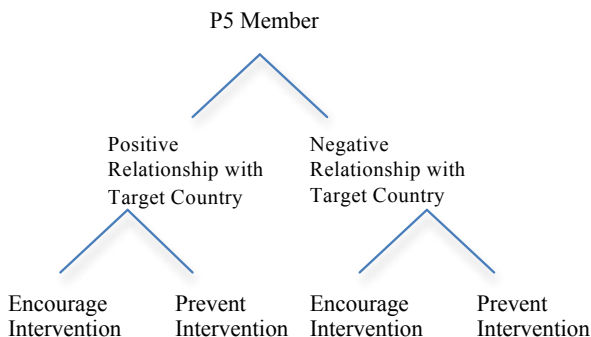 P5 Member
Positive
Relationship with
Target Country
Negative
Relationship with
Target Country
Encourage
Intervention
Prevent
Intervention
Encourage
Intervention
Prevent
Intervention